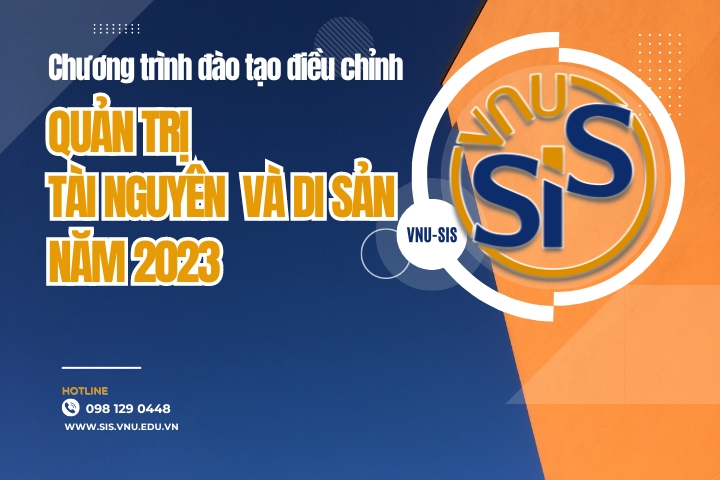 Chương trình đào tạo điều chỉnh
QUẢN TRỊ
TÀI NGUYÊN VÀ DI SẢN
NĂM 2023
VNU
SIS
VNU-SIS
HOTLINE
098 129 0448
WWW.SIS.VNU.EDU.VN